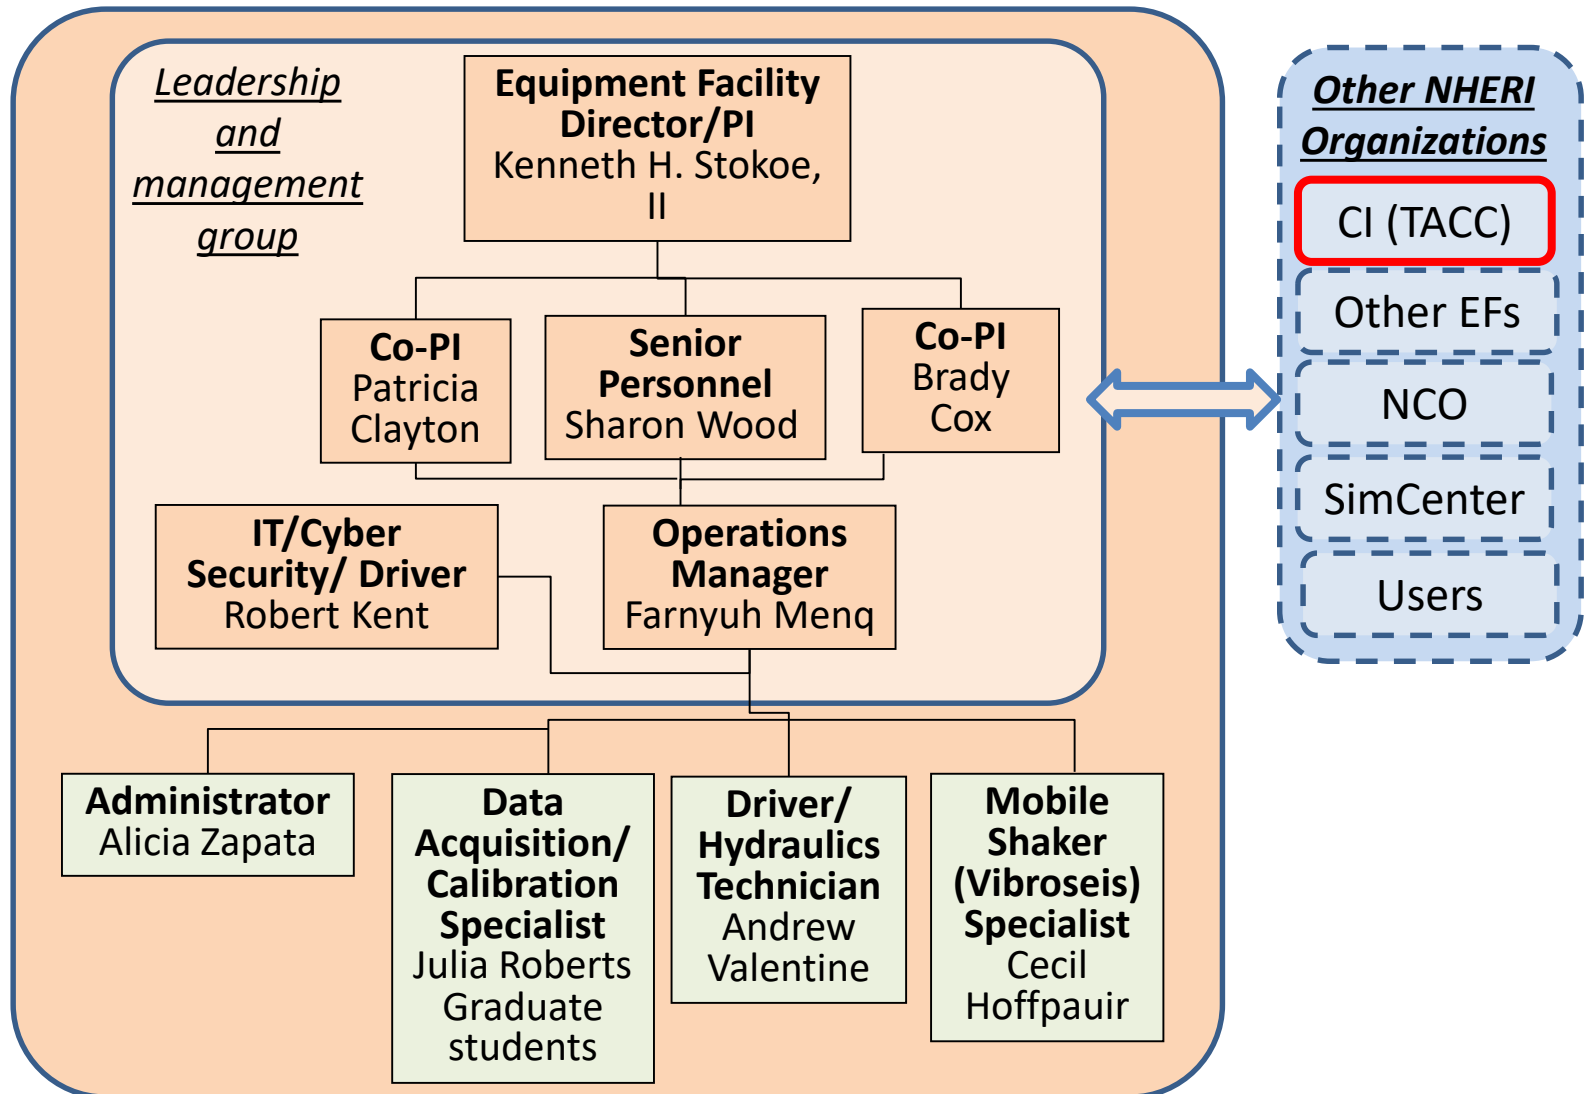 Leadership
and
management
group
Equipment Facility
Director/PI
Kenneth H. Stokoe,
II
Co-PI
Patricia
Clayton
Senior
Personnel
Sharon Wood
Co-PI
Brady
Cox
IT/Cyber
Security/ Driver
Robert Kent
Operations
Manager
Farnyuh Menq
Administrator
Alicia Zapata
Data
Acquisition/
Calibration
Specialist
Julia Roberts
Graduate
students
Driver/
Hydraulics
Technician
Andrew
Valentine
Mobile
Shaker
(Vibroseis)
Specialist
Cecil
Hoffpauir
Other NHERI
Organizations
CI (TACC)
Other EFs
NCO
SimCenter
Users